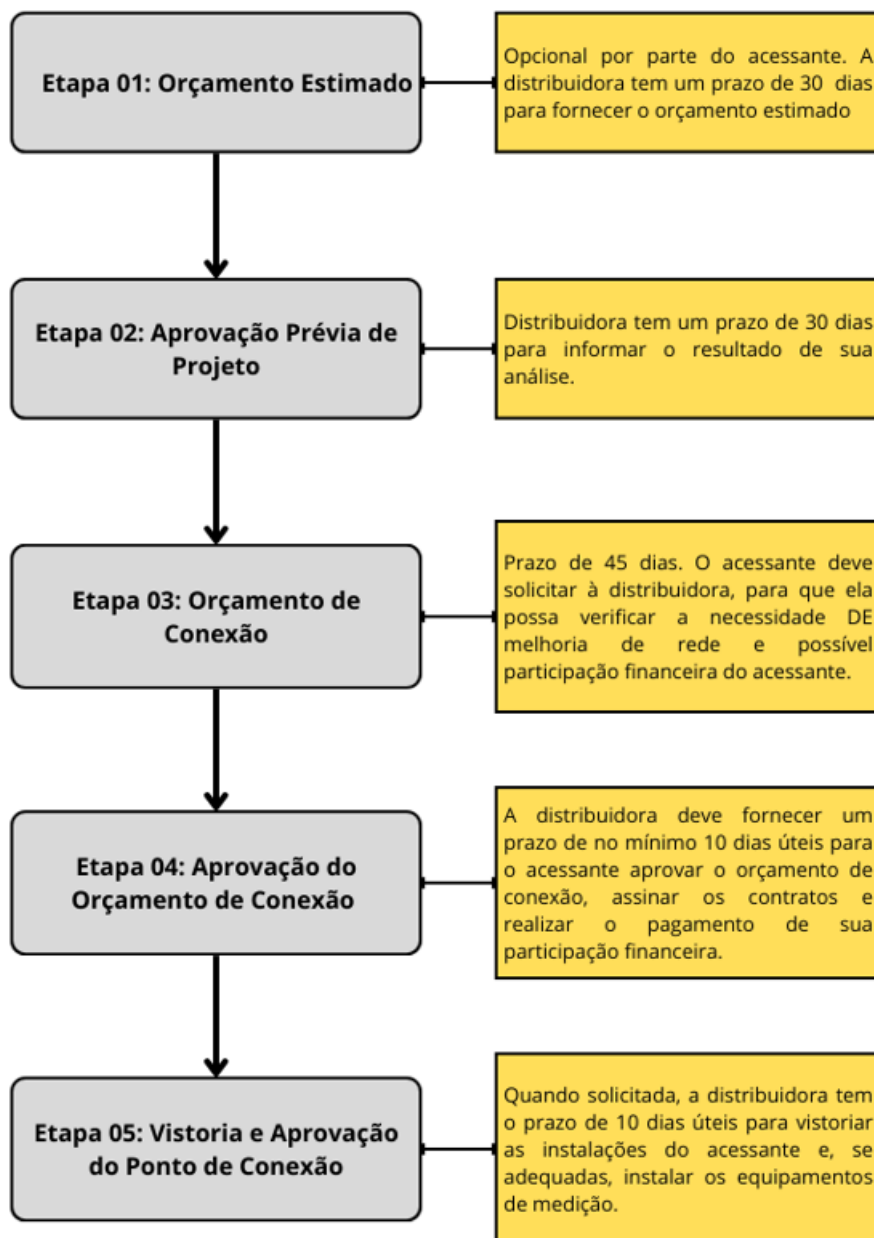 Etapa 01: Orçamento Estimado
Opcional por parte do acessante. A
distribuidora tem um prazo de 30 dias
para fornecer o orçamento estimado
Etapa 02: Aprovação Prévia de
Projeto
Distribuidora tem um prazo de 30 dias
para informar o resultado de sua
análise.
Etapa 03: Orçamento de
Conexão
Prazo de 45 dias. O acessante deve
solicitar à distribuidora, para que ela
possa verificar a necessidade DE
melhoria de rede e possível
participação financeira do acessante.
Etapa 04: Aprovação do
Orçamento de Conexão
A distribuidora deve fornecer um
prazo de no mínimo 10 dias úteis para
o acessante aprovar o orçamento de
conexão, assinar os contratos e
realizar o pagamento de sua
participação financeira.
Etapa 05: Vistoria e Aprovação
do Ponto de Conexão
Quando solicitada, a distribuidora tem
o prazo de 10 dias úteis para vistoriar
as instalações do acessante e, se
adequadas, instalar os equipamentos
de medição.